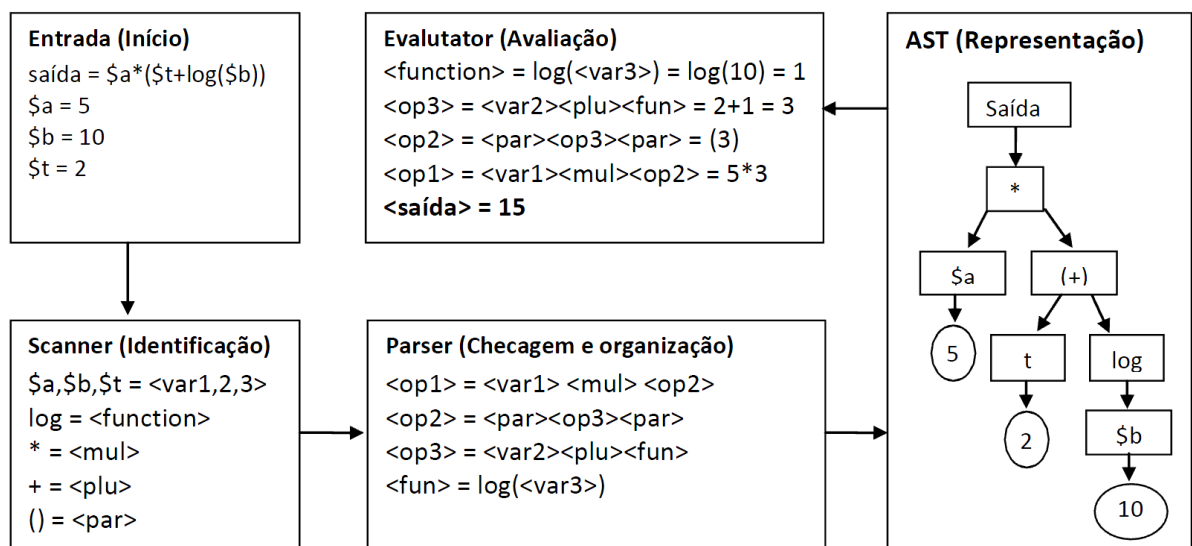 Entrada (Início)
saída = $a*($t+log($b))
$a = 5
$b = 10
$t = 2
Evalutator (Avaliação)
<function> = log(<var3>) = log(10) = 1
<op3> = <var2><plu><fun> = 2+1 = 3
<op2> = <par><op3><par> = (3)
<op1> = <var1><mul><op2> = 5*3
<saída> = 15
Scanner (Identificação)
$a,$b,$t = <var1,2,3>
log = <function>
* = <mul>
+ = <plu>
() = <par>
Parser (Checagem e organização)
<op1> = <var1> <mul> <op2>
<op2> = <par><op3><par>
<op3> = <var2><plu><fun>
<fun> = log(<var3>)
AST (Representação)
Saída
*
$a
(+)
5
t
log
2
$b
10